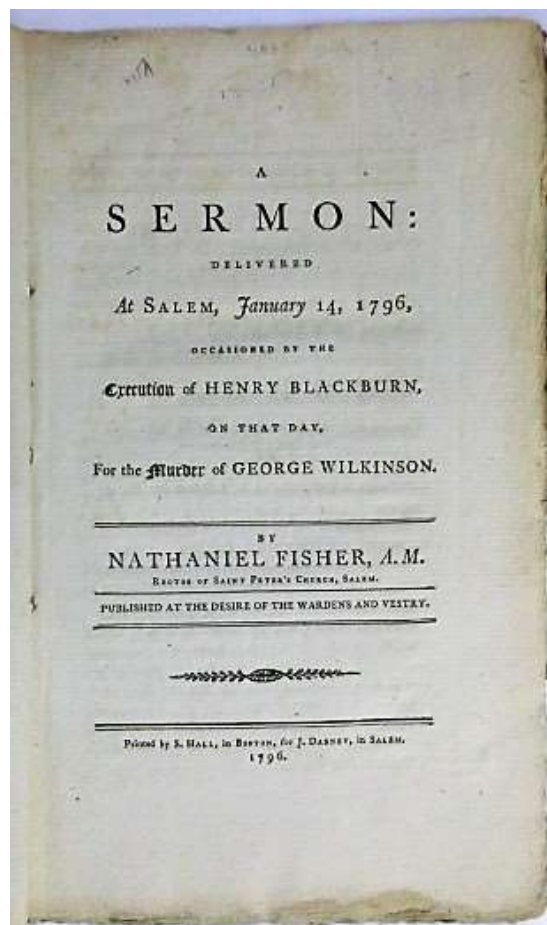 A
SERMON:
DELIVERED
At SALEM, January 14, 1796,
OCCASIONED BY THE
Execution of HENRY BLACKBURN,
ON THAT DAY,
For the Murder of GEORGE WILKINSON.
BY
NATHANIEL FISHER, A.M.
RECTOR OF SAINT PETER'S CHURCH, SALEM.
PUBLISHED AT THE DESIRE OF THE WARDENS AND VESTRY.
Printed by S. HALL, in BOSTON, for J. DABNEY, in SALEM.
1796.